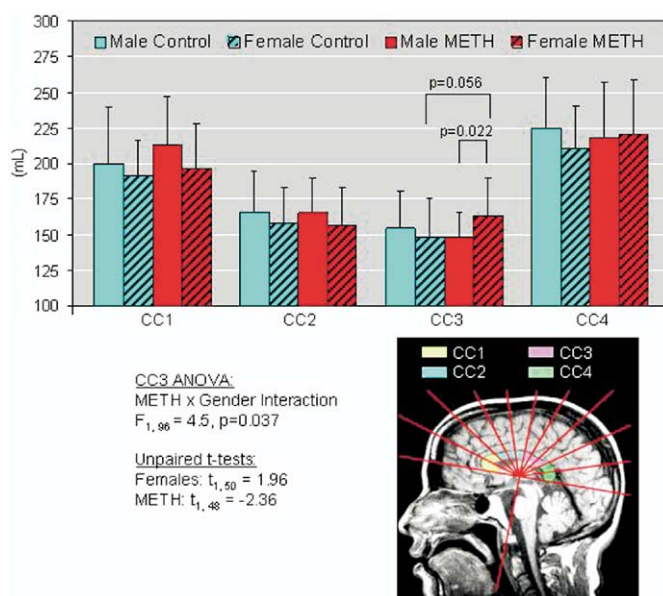 300
275
250
225
200
175
150
125
100
(mL)
Male Control
Female Control
Male METH
Female METH
p=0.056
p=0.022
CC1
CC2
CC3
CC4
CC3 ANOVA:
METH x Gender Interaction
F1, 96 = 4.5, p=0.037
Unpaired t-tests:
Females: t1, 50 = 1.96
METH: t1, 48 = -2.36
CC1
CC3
CC2
CC4